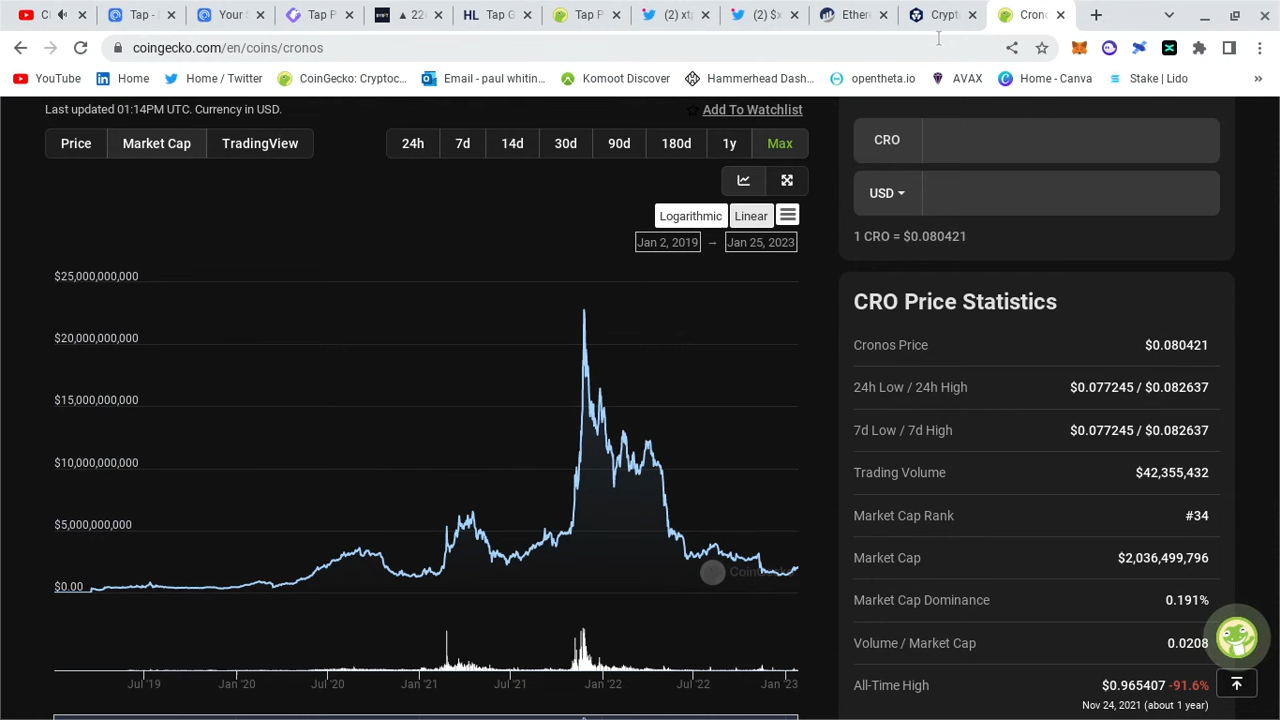 Cl
Tap -
Your S
Tap P
▲ 22
Tap G
Tap P
(2) xtp
(2) $x
Ethere
Crypt
Cron
coingecko.com/en/coins/cronos
YouTube
Home
Home / Twitter
CoinGecko: Cryptoc...
Email - paul whitin...
Komoot Discover
Hammerhead Dash...
opentheta.io
AVAX
Home - Canva
Stake | Lido
»
Last updated 01:14PM UTC. Currency in USD.
Add To Watchlist
Price
Market Cap
TradingView
24h
7d
14d
30d
90d
180d
1y
Max
Logarithmic
Linear
Jan 2, 2019 → Jan 25, 2023
$25,000,000,000
$20,000,000,000
$15,000,000,000
$10,000,000,000
$5,000,000,000
$0.00
CoinGecko
Jul '19
Jan '20
Jul '20
Jan '21
Jul '21
Jan '22
Jul '22
Jan '23
CRO
USD
1 CRO = $0.080421
CRO Price Statistics
Cronos Price $0.080421
24h Low / 24h High $0.077245 / $0.082637
7d Low / 7d High $0.077245 / $0.082637
Trading Volume $42,355,432
Market Cap Rank #34
Market Cap $2,036,499,796
Market Cap Dominance 0.191%
Volume / Market Cap 0.0208
All-Time High $0.965407 -91.6%
Nov 24, 2021 (about 1 year)